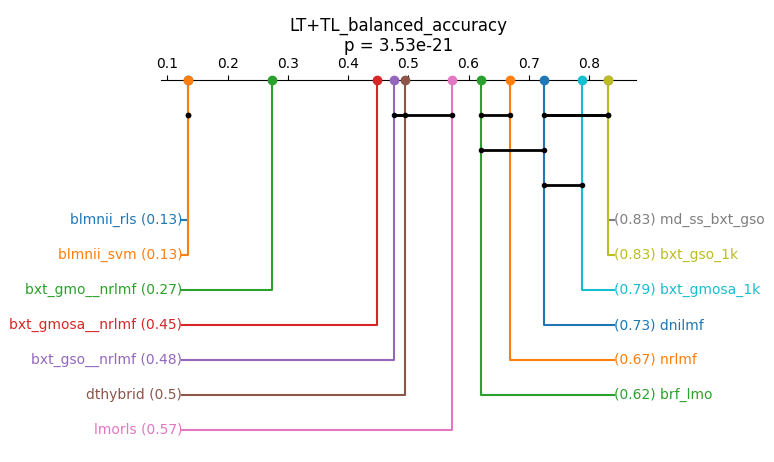 LT+TL_balanced_accuracy
p = 3.53e-21
0.1 0.2 0.3 0.4 0.5 0.6 0.7 0.8
blmnii_rls (0.13) (0.83) md_ss_bxt_gso
blmnii_svm (0.13) (0.83) bxt_gso_1k
bxt_gmo__nrlmf (0.27) (0.79) bxt_gmosa_1k
bxt_gmosa__nrlmf (0.45) (0.73) dnilmf
bxt_gso__nrlmf (0.48) (0.67) nrlmf
dthybrid (0.5) (0.62) brf_lmo
lmorls (0.57)